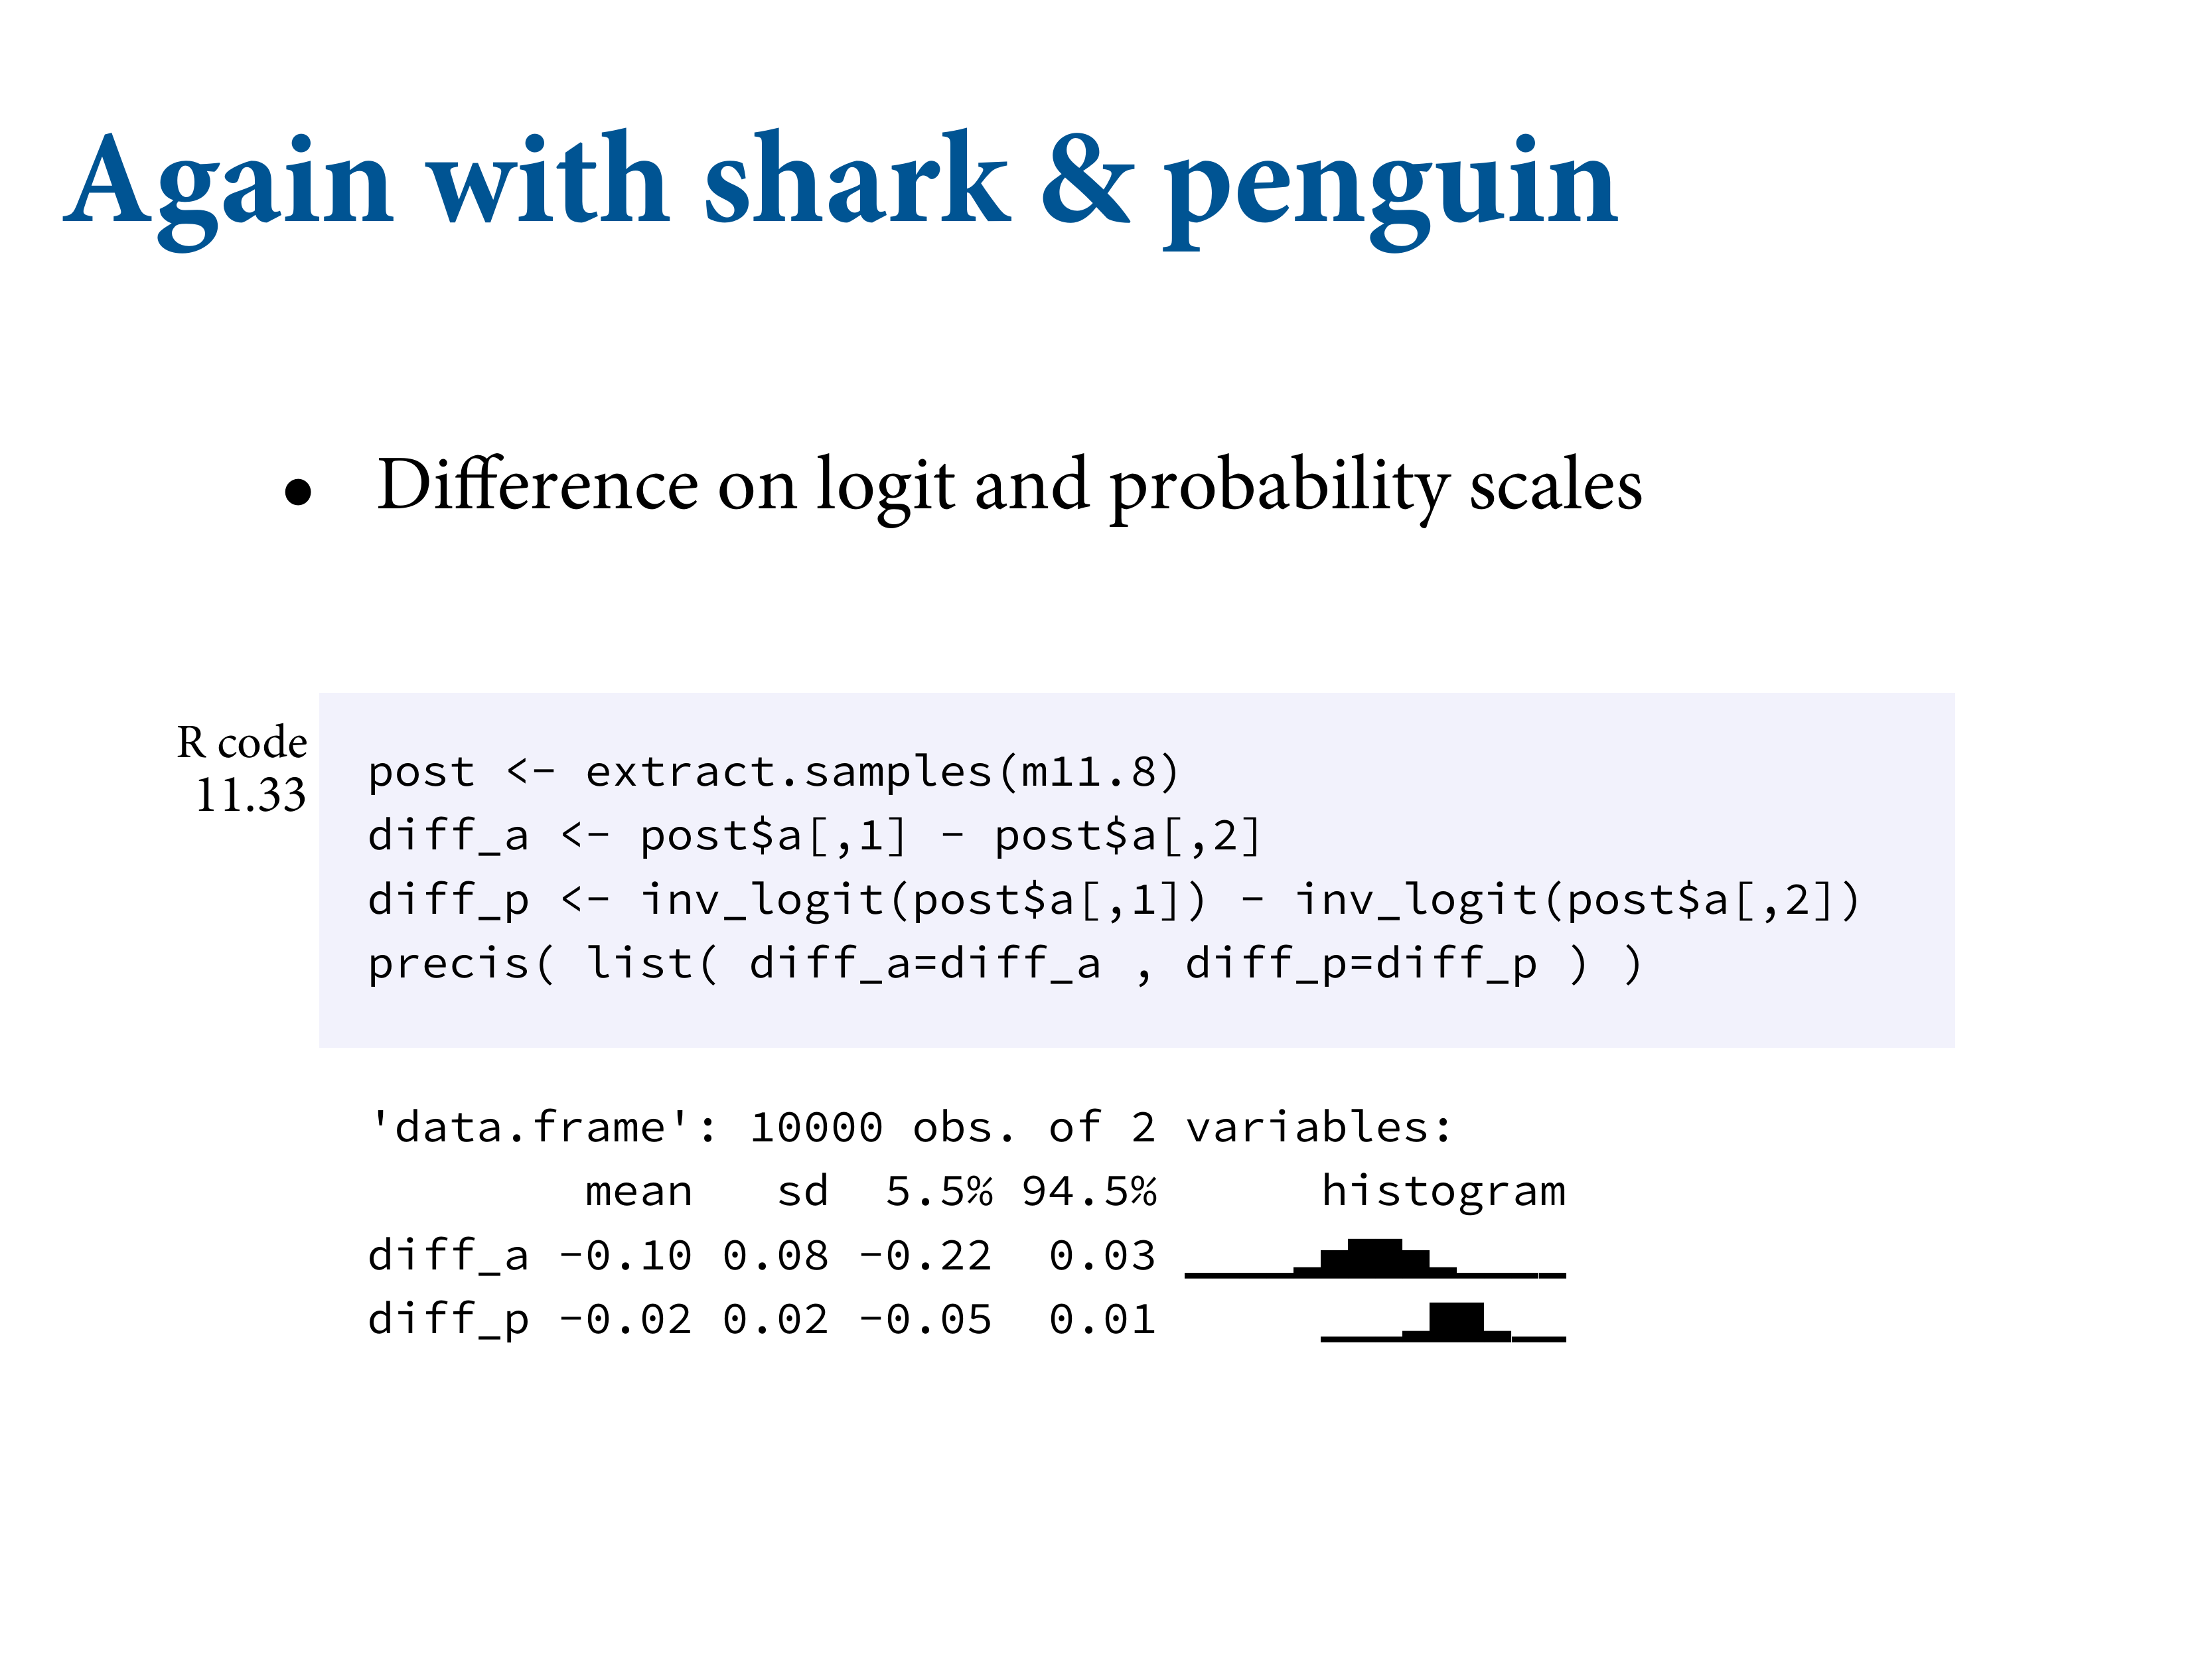 Again with shark & penguin
• Difference on logit and probability scales
R code
11.33
post <- extract.samples(m11.8)
diff_a <- post$a[,1] - post$a[,2]
diff_p <- inv_logit(post$a[,1]) - inv_logit(post$a[,2])
precis( list( diff_a=diff_a , diff_p=diff_p ) )
'data.frame': 10000 obs. of 2 variables:
mean sd 5.5% 94.5% histogram
diff_a -0.10 0.08 -0.22 0.03
diff_p -0.02 0.02 -0.05 0.01